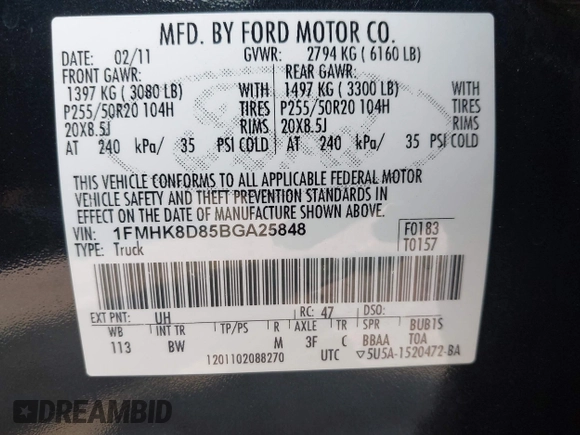 MFD. BY FORD MOTOR CO.
DATE: 02/11 GVWR: 2794 KG ( 6160 LB)
FRONT GAWR: REAR GAWR:
1397 KG ( 3080 LB) WITH 1497 KG ( 3300 LB) WITH
P255/50R20 104H TIRES P255/50R20 104H TIRES
20X8.5J RIMS 20X8.5J RIMS
AT 240 kPa/ 35 PSI COLD AT 240 kPa/ 35 PSI COLD
THIS VEHICLE CONFORMS TO ALL APPLICABLE FEDERAL MOTOR
VEHICLE SAFETY AND THEFT PREVENTION STANDARDS IN
EFFECT ON THE DATE OF MANUFACTURE SHOWN ABOVE.
VIN: 1FMHK8D85BGA25848 F0183
TYPE: Truck T0157
EXT PNT: UH RC: 47 DSO:
WB INT TR TP/PS R AXLE TR SPR BUB1S
113 BW M 3F C BBAA T0A
1201102088270 UTC ▽5U5A-1520472-BA
DREAMBID